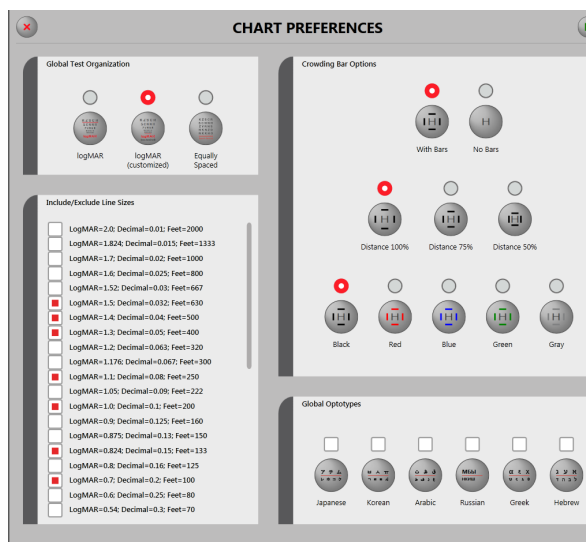 CHART PREFERENCES
Global Test Organization
logMAR
logMAR
(customized)
Equally
Spaced
Include/Exclude Line Sizes
LogMAR=2.0; Decimal=0.01; Feet=2000
LogMAR=1.824; Decimal=0.015; Feet=1333
LogMAR=1.7; Decimal=0.02; Feet=1000
LogMAR=1.6; Decimal=0.025; Feet=800
LogMAR=1.52; Decimal=0.03; Feet=667
LogMAR=1.5; Decimal=0.032; Feet=630
LogMAR=1.4; Decimal=0.04; Feet=500
LogMAR=1.3; Decimal=0.05; Feet=400
LogMAR=1.2; Decimal=0.063; Feet=320
LogMAR=1.176; Decimal=0.067; Feet=300
LogMAR=1.1; Decimal=0.08; Feet=250
LogMAR=1.05; Decimal=0.09; Feet=222
LogMAR=1.0; Decimal=0.1; Feet=200
LogMAR=0.9; Decimal=0.125; Feet=160
LogMAR=0.875; Decimal=0.13; Feet=150
LogMAR=0.824; Decimal=0.15; Feet=133
LogMAR=0.8; Decimal=0.16; Feet=125
LogMAR=0.7; Decimal=0.2; Feet=100
LogMAR=0.6; Decimal=0.25; Feet=80
LogMAR=0.54; Decimal=0.3; Feet=70
Crowding Bar Options
H H
With Bars No Bars
H H H
Distance 100% Distance 75% Distance 50%
H H H H H
Black Red Blue Green Gray
Global Optotypes
Japanese Korean Arabic Russian Greek Hebrew